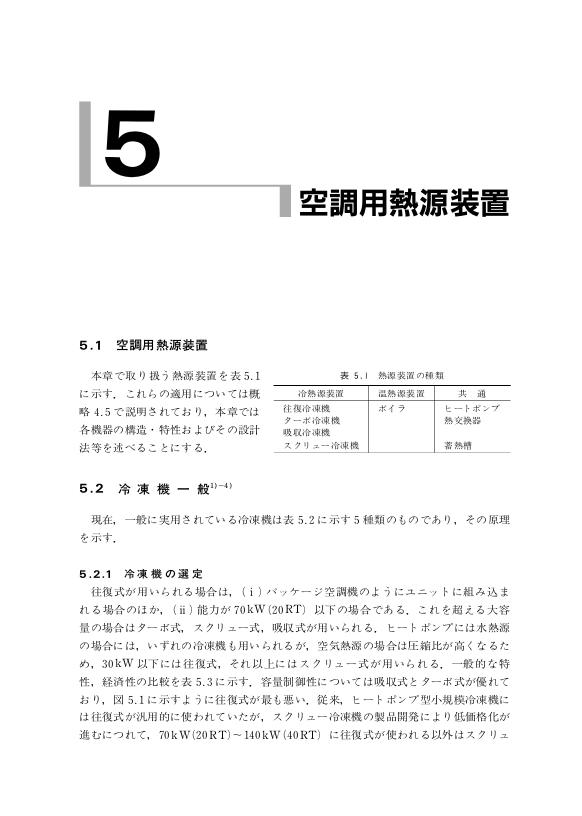 5
空調用熱源装置
5.1 空調用熱源装置
本章で取り扱う熱源装置を表5.1
に示す．これらの適用については概
略4.5で説明されており，本章では
各機器の構造・特性およびその設計
法等を述べることにする．
表 5.1 熱源装置の種類
冷熱源装置 温熱源装置 共 通
往復冷凍機 ボイラ ヒートポンプ
ターボ冷凍機 熱交換器
吸収冷凍機
スクリュー冷凍機 蓄熱槽
5.2 冷凍機一般1)~4)
現在，一般に実用されている冷凍機は表5.2に示す5種類のものであり，その原理
を示す．
5.2.1 冷凍機の選定
往復式が用いられる場合は，(ⅰ)パッケージ空調機のようにユニットに組み込ま
れる場合のほか，(ⅱ)能力が70kW(20RT) 以下の場合である．これを超える大容
量の場合はターボ式，スクリュー式，吸収式が用いられる．ヒートポンプには水熱源
の場合には，いずれの冷凍機も用いられるが，空気熱源の場合は圧縮比が高くなるた
め，30kW以下には往復式，それ以上にはスクリュー式が用いられる．一般的な特
性，経済性の比較を表5.3に示す．容量制御性については吸収式とターボ式が優れて
おり，図5.1に示すように往復式が最も悪い．従来，ヒートポンプ型小規模冷凍機に
は往復式が汎用的に使われていたが，スクリュー冷凍機の製品開発により低価格化が
進むにつれて，70kW(20RT)～140kW(40RT) に往復式が使われる以外はスクリュ